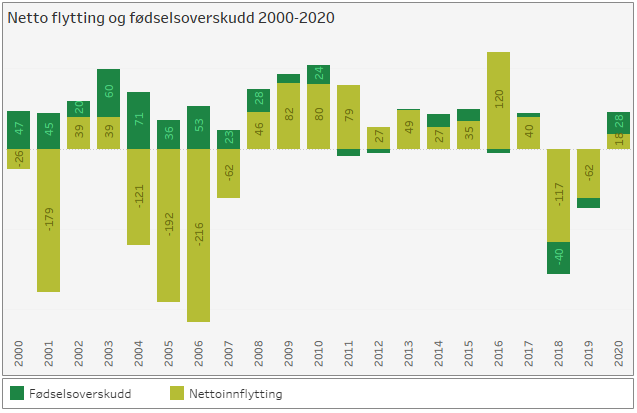 Netto flytting og fødselsoverskudd 2000-2020
47 45 20 60 71 36 53 23 28 24 28
-26 -179 39 39 -121 -192 -216 -62 46 82 80 79 27 49 27 35 120 40 -117 -62 18
-40
2000 2001 2002 2003 2004 2005 2006 2007 2008 2009 2010 2011 2012 2013 2014 2015 2016 2017 2018 2019 2020
Fødselsoverskudd Nettoinnflytting